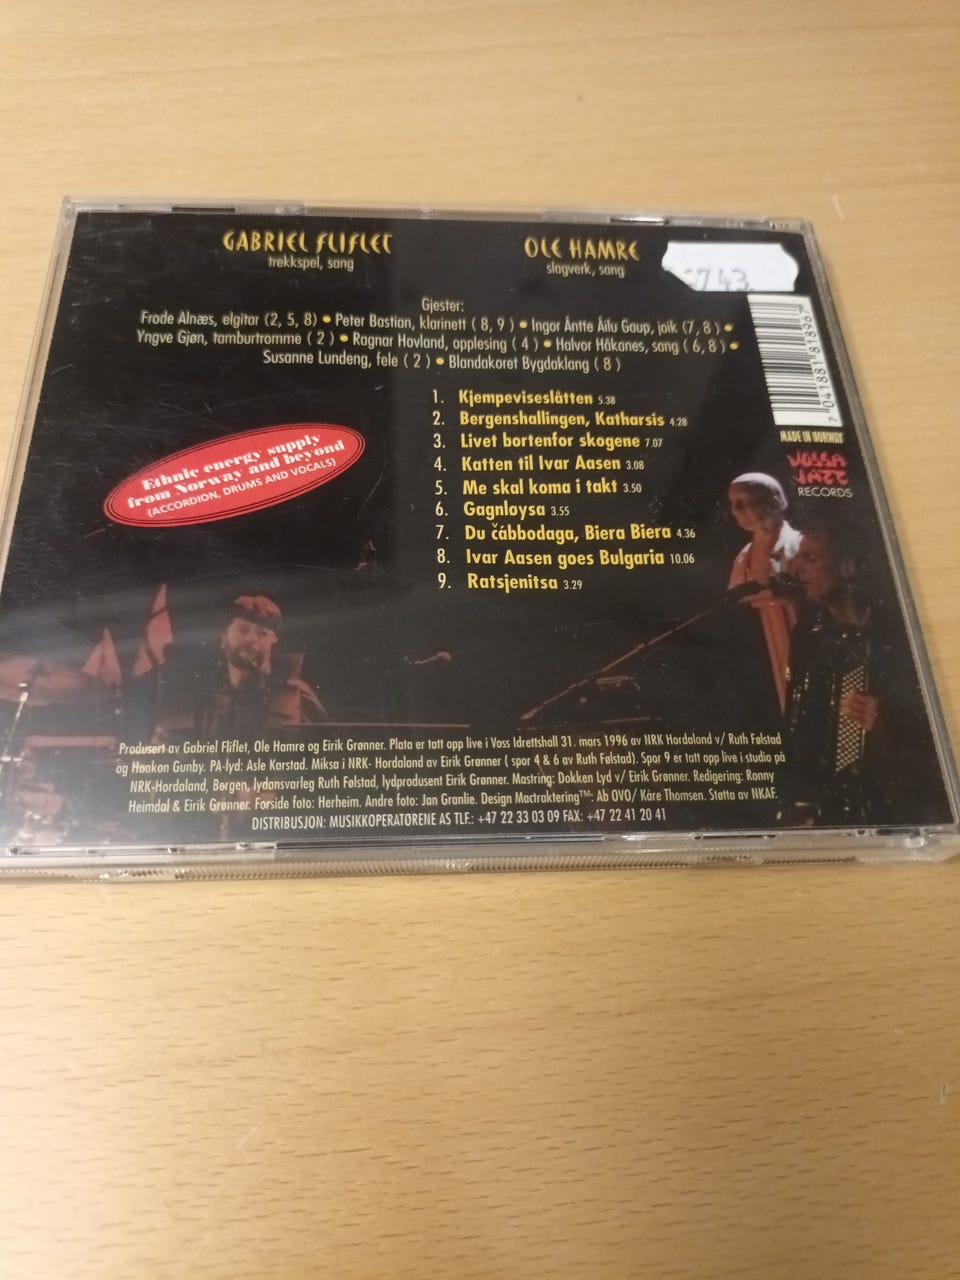 GABRIEL FLIFLET
trekkspel, sang
OLE HAMRE
slagverk, sang
743
Gjester:
Frode Alnæs, elgitar (2, 5, 8) • Peter Bastian, klarinett ( 8, 9 ) • Ingor Ántte Áilu Gaup, joik (7, 8 ) •
Yngve Gjøn, tamburtromme ( 2 ) • Ragnar Hovland, opplesing ( 4 ) • Halvor Håkanes, sang ( 6, 8 ) •
Susanne Lundeng, fele ( 2 ) • Blandakoret Bygdaklang ( 8 )
7 041881 818967
MADE IN NORWAY
VOSSA
JAZZ
RECORDS
Ethnic energy supply
from Norway and beyond
(ACCORDION, DRUMS AND VOCALS)
1. Kjempeviseslåtten 5.38
2. Bergenshallingen, Katharsis 4.28
3. Livet bortenfor skogene 7.07
4. Katten til Ivar Aasen 3.08
5. Me skal koma i takt 3.50
6. Gagnløysa 3.55
7. Du čábbodaga, Biera Biera 4.36
8. Ivar Aasen goes Bulgaria 10.06
9. Ratsjenitsa 3.29
Produsert av Gabriel Fliflet, Ole Hamre og Eirik Grønner. Plata er tatt opp live i Voss Idrettshall 31. mars 1996 av NRK Hordaland v/ Ruth Følstad
og Haakon Gunby. PA-lyd: Asle Karstad. Miksa i NRK- Hordaland av Eirik Grønner ( spor 4 & 6 av Ruth Følstad). Spor 9 er tatt opp live i studio på
NRK-Hordaland, Bergen, lydansvarleg Ruth Følstad, lydprodusent Eirik Grønner. Mastring: Dokken Lyd v/ Eirik Grønner. Redigering: Ronny
Heimdal & Eirik Grønner. Forside foto: Herheim. Andre foto: Jan Granlie. Design Mactraktering™: Ab OVO/ Kåre Thomsen. Støtta av NKAF.
DISTRIBUSJON: MUSIKKOPERATØRENE AS TLF.: +47 22 33 03 09 FAX: +47 22 41 20 41